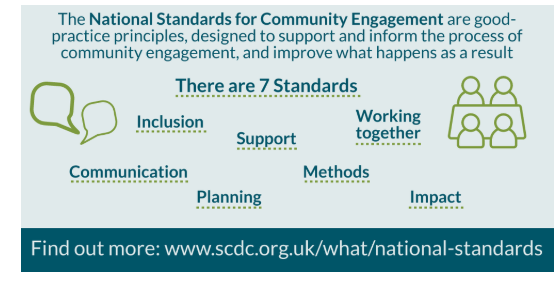 The National Standards for Community Engagement are good-
practice principles, designed to support and inform the process of
community engagement, and improve what happens as a result
There are 7 Standards
Inclusion
Support
Working
together
Communication
Methods
Planning
Impact
Find out more: www.scdc.org.uk/what/national-standards